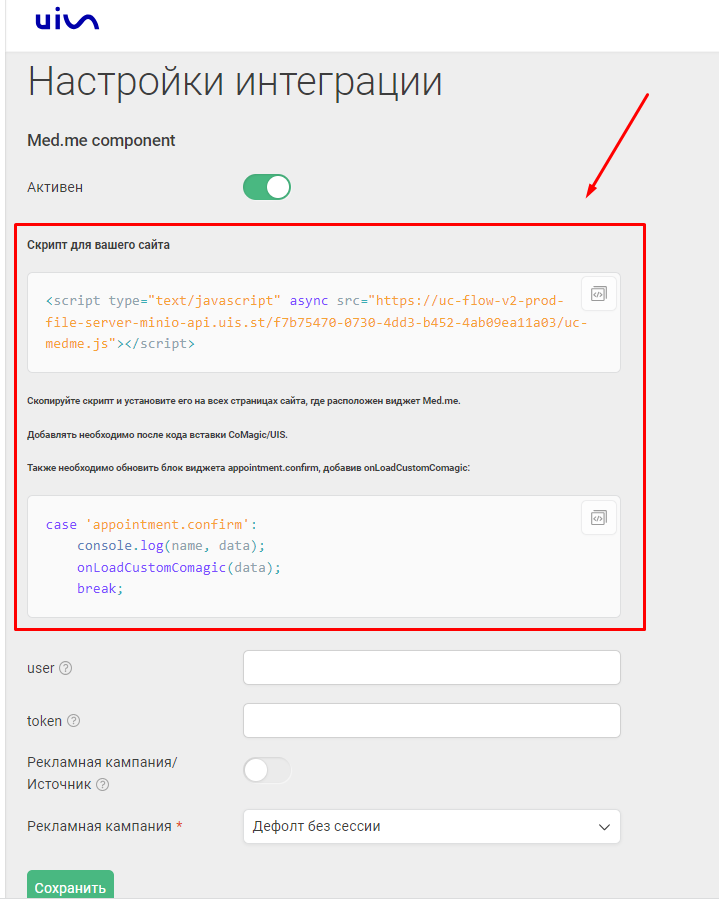 uis
Настройки интеграции
Med.me component
Активен
Скрипт для вашего сайта
<script type="text/javascript" async src="https://uc-flow-v2-prod-
file-server-minio-api.uis.st/f7b75470-0730-4dd3-b452-4ab09ea11a03/uc-
medme.js"></script>
Скопируйте скрипт и установите его на всех страницах сайта, где расположен виджет Med.me.
Добавлять необходимо после кода вставки CoMagic/UIS.
Также необходимо обновить блок виджета appointment.confirm, добавив onLoadCustomComagic:
case 'appointment.confirm':
    console.log(name, data);
    onLoadCustomComagic(data);
    break;
user ?
token ?
Рекламная кампания/
Источник ?
Рекламная кампания *
Дефолт без сессии
Сохранить